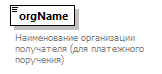 orgName
Наименование организации
получателя (для платежного
поручения)